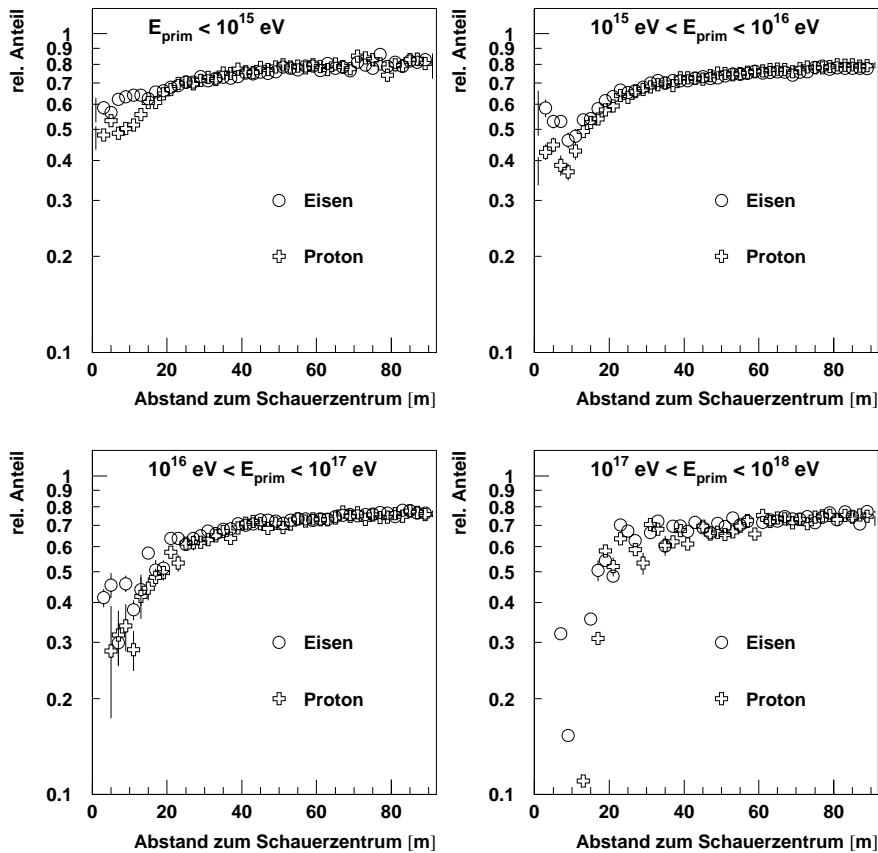 E_prim < 10^15 eV
rel. Anteil
1
0.9
0.8
0.7
0.6
0.5
0.4
0.3
0.2
0.1
Eisen
Proton
0 20 40 60 80
Abstand zum Schauerzentrum [m]
10^15 eV < E_prim < 10^16
rel. Anteil
1
0.9
0.8
0.7
0.6
0.5
0.4
0.3
0.2
0.1
Eisen
Proton
0 20 40 60 80
Abstand zum Schauerzentrum [m]
10^16 eV < E_prim < 10^17 eV
rel. Anteil
1
0.9
0.8
0.7
0.6
0.5
0.4
0.3
0.2
0.1
Eisen
Proton
0 20 40 60 80
Abstand zum Schauerzentrum [m]
10^17 eV < E_prim < 10^18 eV
rel. Anteil
1
0.9
0.8
0.7
0.6
0.5
0.4
0.3
0.2
0.1
Eisen
Proton
0 20 40 60 80
Abstand zum Schauerzentrum [m]